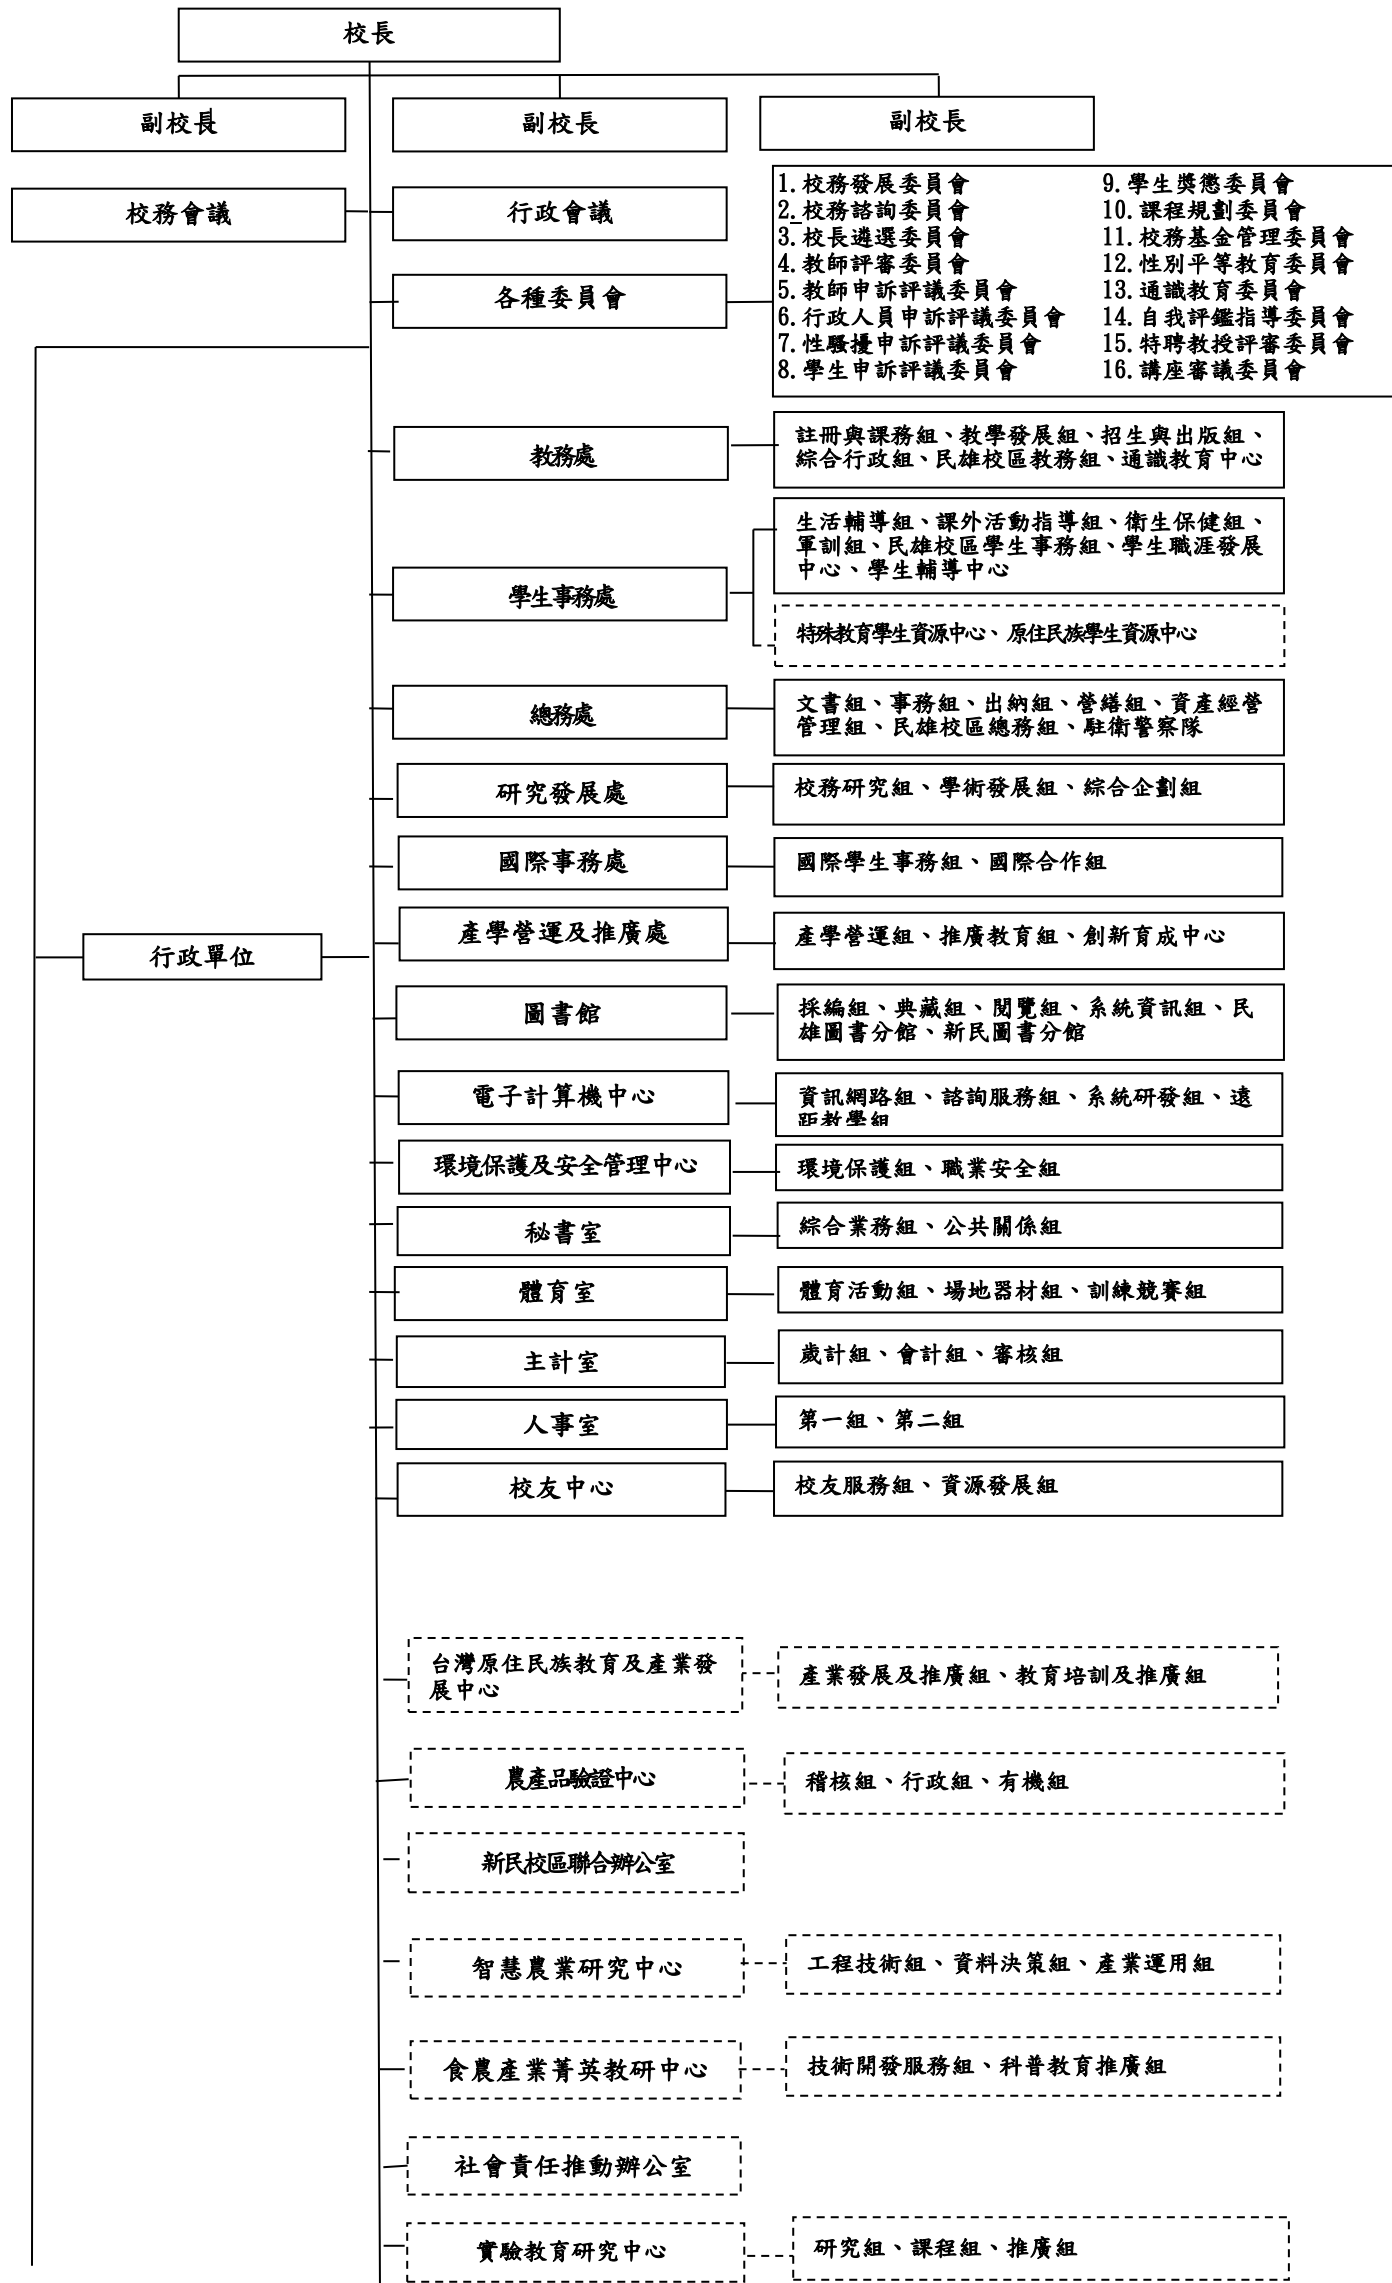 校長
副校長
副校長
副校長
校務會議
行政會議
各種委員會
1.校務發展委員會
2.校務諮詢委員會
3.校長遴選委員會
4.教師評審委員會
5.教師申訴評議委員會
6.行政人員申訴評議委員會
7.性騷擾申訴評議委員會
8.學生申訴評議委員會
9.學生獎懲委員會
10.課程規劃委員會
11.校務基金管理委員會
12.性別平等教育委員會
13.通識教育委員會
14.自我評鑑指導委員會
15.特聘教授評審委員會
16.講座審議委員會
行政單位
教務處
註冊與課務組、教學發展組、招生與出版組、
綜合行政組、民雄校區教務組、通識教育中心
學生事務處
生活輔導組、課外活動指導組、衛生保健組、
軍訓組、民雄校區學生事務組、學生職涯發展
中心、學生輔導中心
特殊教育學生資源中心、原住民族學生資源中心
總務處
文書組、事務組、出納組、營繕組、資產經營
管理組、民雄校區總務組、駐衛警察隊
研究發展處
校務研究組、學術發展組、綜合企劃組
國際事務處
國際學生事務組、國際合作組
產學營運及推廣處
產學營運組、推廣教育組、創新育成中心
圖書館
採編組、典藏組、閱覽組、系統資訊組、民
雄圖書分館、新民圖書分館
電子計算機中心
資訊網路組、諮詢服務組、系統研發組、遠
距教學組
環境保護及安全管理中心
環境保護組、職業安全組
秘書室
綜合業務組、公共關係組
體育室
體育活動組、場地器材組、訓練競賽組
主計室
歲計組、會計組、審核組
人事室
第一組、第二組
校友中心
校友服務組、資源發展組
台灣原住民族教育及產業發
展中心
產業發展及推廣組、教育培訓及推廣組
農產品驗證中心
稽核組、行政組、有機組
新民校區聯合辦公室
智慧農業研究中心
工程技術組、資料決策組、產業運用組
食農產業菁英教研中心
技術開發服務組、科普教育推廣組
社會責任推動辦公室
實驗教育研究中心
研究組、課程組、推廣組